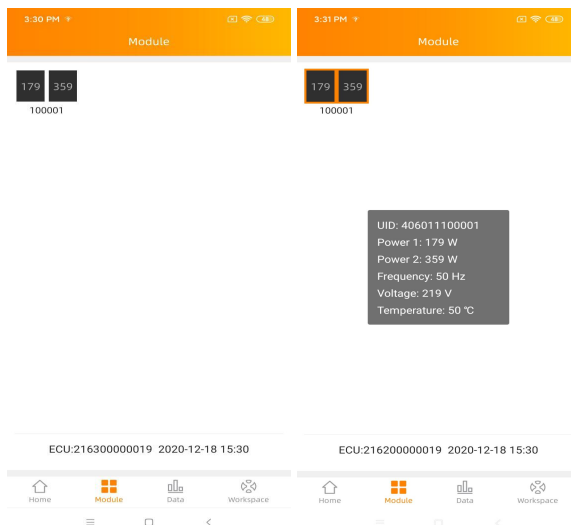 3:30 PM
48
Module
179 359
100001
ECU:216300000019 2020-12-18 15:30
Home Module Data Workspace
3:31 PM
48
Module
179 359
100001
UID: 406011100001
Power 1: 179 W
Power 2: 359 W
Frequency: 50 Hz
Voltage: 219 V
Temperature: 50 ℃
ECU:216200000019 2020-12-18 15:30
Home Module Data Workspace